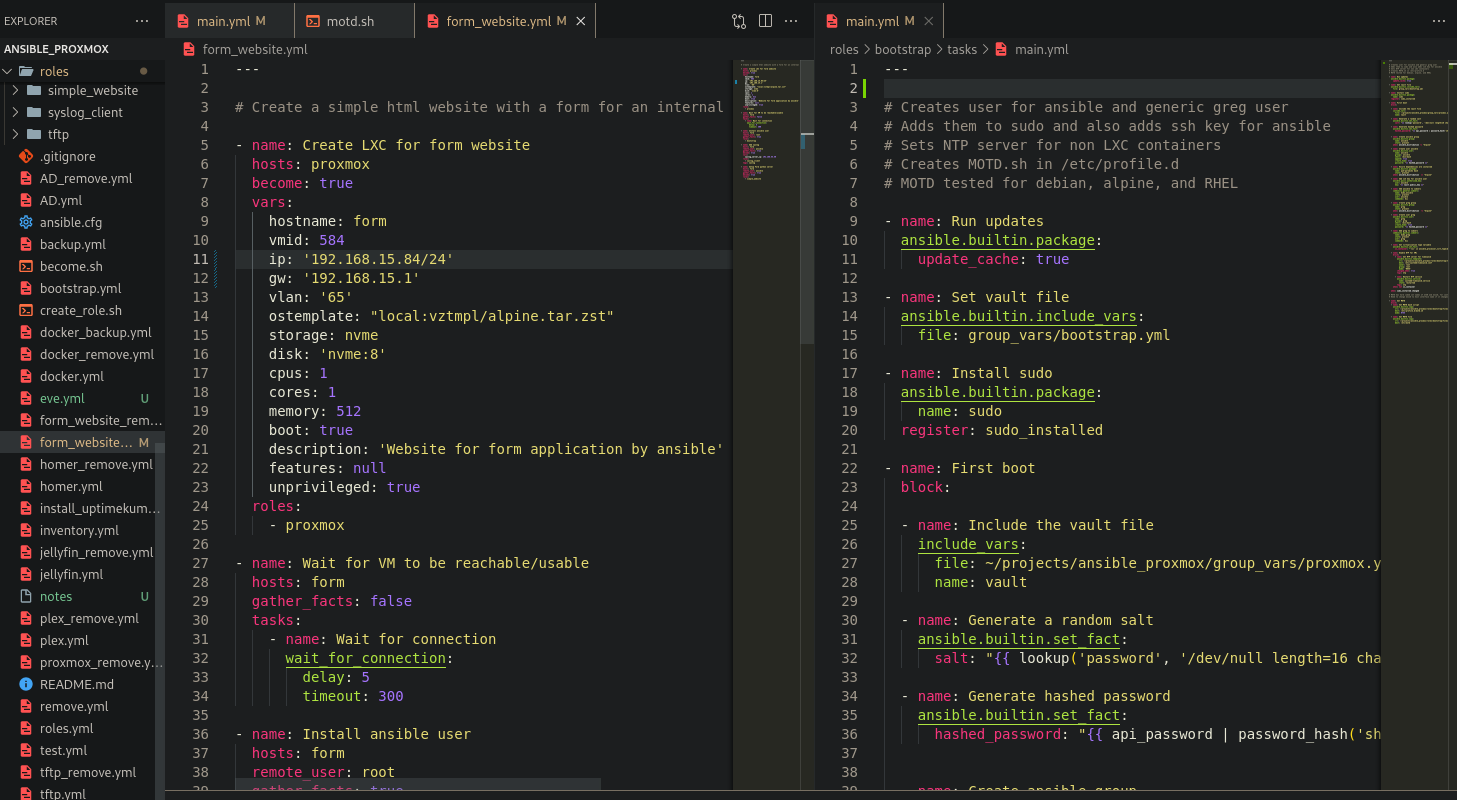 EXPLORER
ANSIBLE_PROXMOX
roles
simple_website
syslog_client
tftp
.gitignore
AD_remove.yml
AD.yml
ansible.cfg
backup.yml
become.sh
bootstrap.yml
create_role.sh
docker_backup.yml
docker_remove.yml
docker.yml
eve.yml U
form_website_rem...
form_website... M
homer_remove.yml
homer.yml
install_uptimekum...
inventory.yml
jellyfin_remove.yml
jellyfin.yml
notes U
plex_remove.yml
plex.yml
proxmox_remove.y...
README.md
remove.yml
roles.yml
test.yml
tftp_remove.yml
tftp.yml
main.yml M
motd.sh
form_website.yml M
form_website.yml
1 ---
2
3 # Create a simple html website with a form for an internal
4
5 - name: Create LXC for form website
6 hosts: proxmox
7 become: true
8 vars:
9 hostname: form
10 vmid: 584
11 ip: '192.168.15.84/24'
12 gw: '192.168.15.1'
13 vlan: '65'
14 ostemplate: "local:vztmpl/alpine.tar.zst"
15 storage: nvme
16 disk: 'nvme:8'
17 cpus: 1
18 cores: 1
19 memory: 512
20 boot: true
21 description: 'Website for form application by ansible'
22 features: null
23 unprivileged: true
24 roles:
25 - proxmox
26
27 - name: Wait for VM to be reachable/usable
28 hosts: form
29 gather_facts: false
30 tasks:
31 - name: Wait for connection
32 wait_for_connection:
33 delay: 5
34 timeout: 300
35
36 - name: Install ansible user
37 hosts: form
38 remote_user: root
39 gather_facts: true
main.yml M
roles > bootstrap > tasks > main.yml
1 ---
2
3 # Creates user for ansible and generic greg user
4 # Adds them to sudo and also adds ssh key for ansible
5 # Sets NTP server for non LXC containers
6 # Creates MOTD.sh in /etc/profile.d
7 # MOTD tested for debian, alpine, and RHEL
8
9 - name: Run updates
10 ansible.builtin.package:
11 update_cache: true
12
13 - name: Set vault file
14 ansible.builtin.include_vars:
15 file: group_vars/bootstrap.yml
16
17 - name: Install sudo
18 ansible.builtin.package:
19 name: sudo
20 register: sudo_installed
21
22 - name: First boot
23 block:
24
25 - name: Include the vault file
26 include_vars:
27 file: ~/projects/ansible_proxmox/group_vars/proxmox.y
28 name: vault
29
30 - name: Generate a random salt
31 ansible.builtin.set_fact:
32 salt: "{{ lookup('password', '/dev/null length=16 cha
33
34 - name: Generate hashed password
35 ansible.builtin.set_fact:
36 hashed_password: "{{ api_password | password_hash('sh
37
38
39 - name: Create ansible group